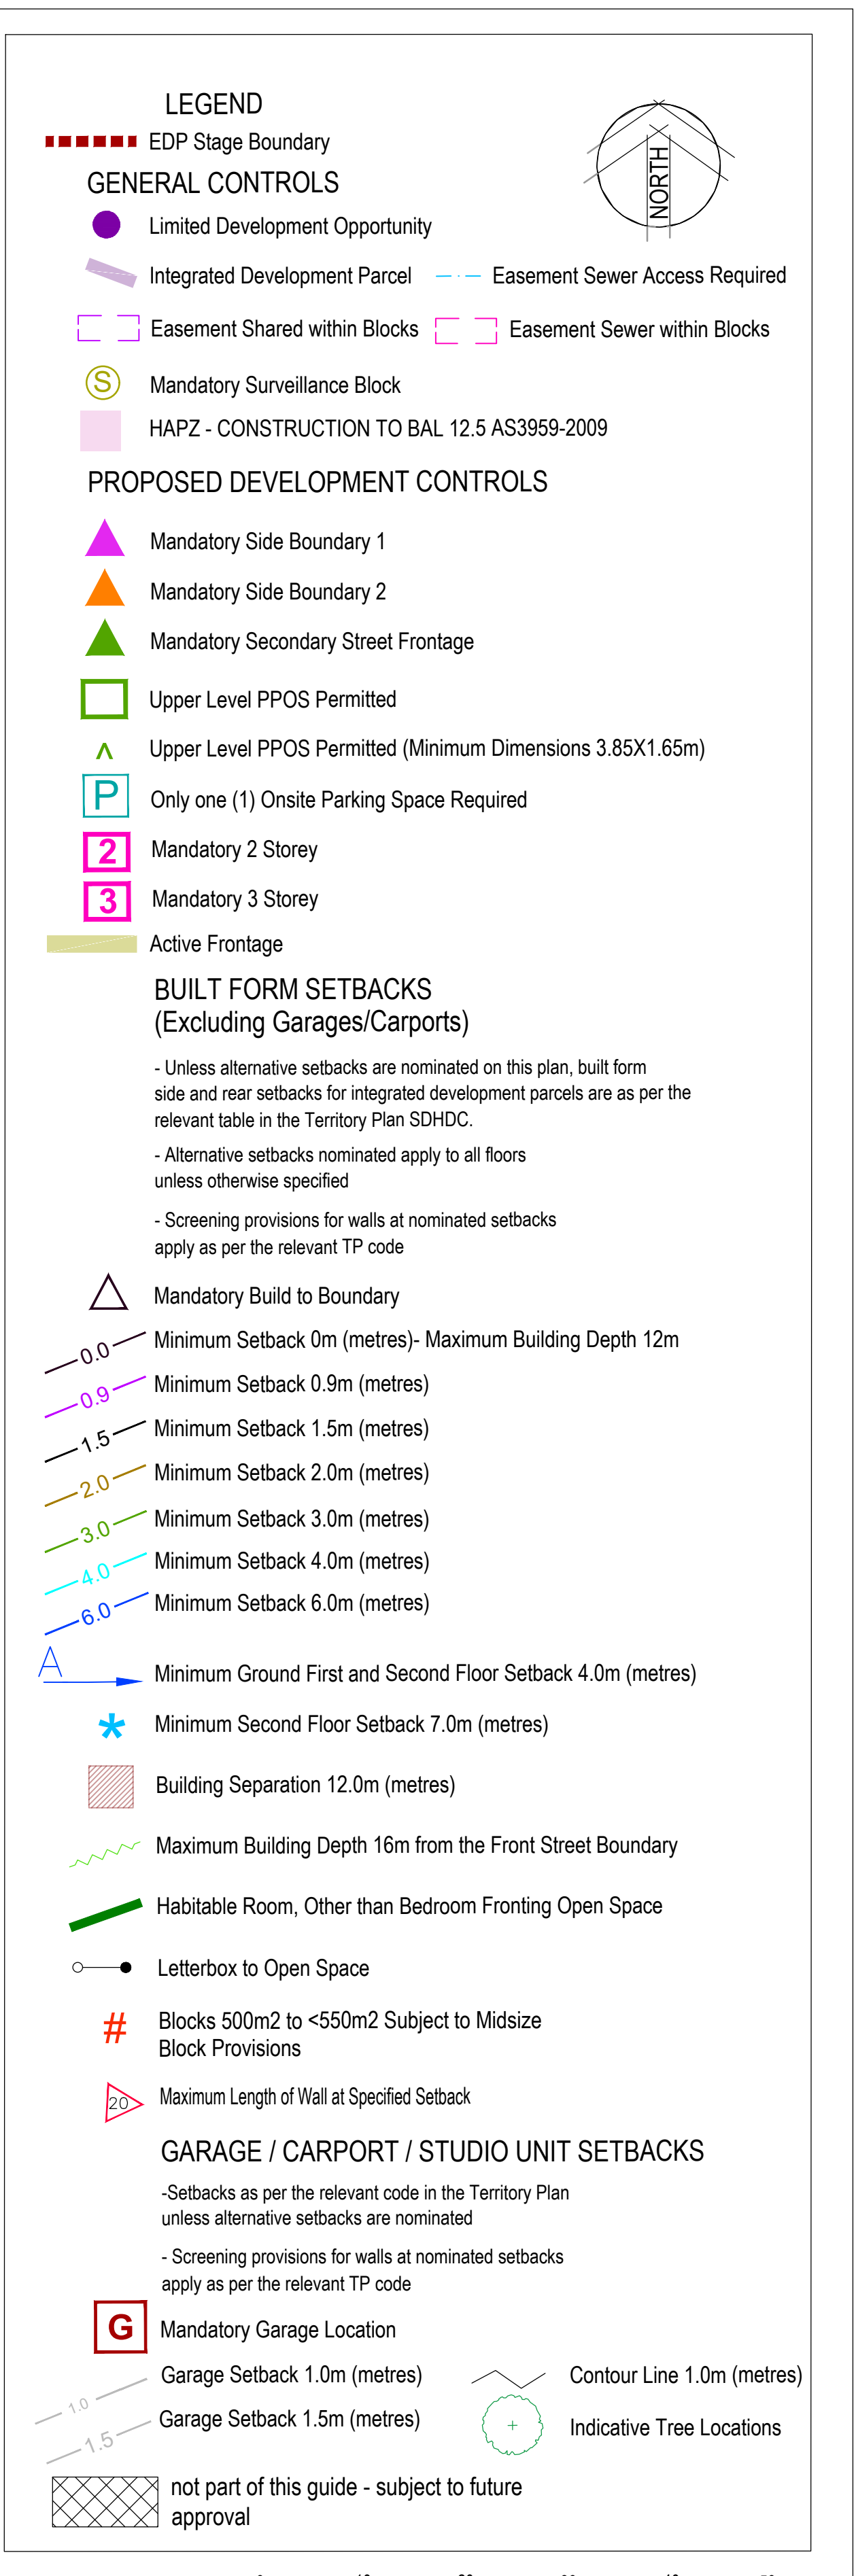 LEGEND
EDP Stage Boundary
NORTH
GENERAL CONTROLS
Limited Development Opportunity
Integrated Development Parcel
Easement Sewer Access Required
Easement Shared within Blocks
Easement Sewer within Blocks
S
Mandatory Surveillance Block
HAPZ - CONSTRUCTION TO BAL 12.5 AS3959-2009
PROPOSED DEVELOPMENT CONTROLS
Mandatory Side Boundary 1
Mandatory Side Boundary 2
Mandatory Secondary Street Frontage
Upper Level PPOS Permitted
^ Upper Level PPOS Permitted (Minimum Dimensions 3.85X1.65m)
P Only one (1) Onsite Parking Space Required
2 Mandatory 2 Storey
3 Mandatory 3 Storey
Active Frontage
BUILT FORM SETBACKS
(Excluding Garages/Carports)
- Unless alternative setbacks are nominated on this plan, built form
side and rear setbacks for integrated development parcels are as per the
relevant table in the Territory Plan SDHDC.
- Alternative setbacks nominated apply to all floors
unless otherwise specified
- Screening provisions for walls at nominated setbacks
apply as per the relevant TP code
Mandatory Build to Boundary
0.0 Minimum Setback 0m (metres)- Maximum Building Depth 12m
0.9 Minimum Setback 0.9m (metres)
1.5 Minimum Setback 1.5m (metres)
2.0 Minimum Setback 2.0m (metres)
3.0 Minimum Setback 3.0m (metres)
4.0 Minimum Setback 4.0m (metres)
6.0 Minimum Setback 6.0m (metres)
A Minimum Ground First and Second Floor Setback 4.0m (metres)
* Minimum Second Floor Setback 7.0m (metres)
Building Separation 12.0m (metres)
Maximum Building Depth 16m from the Front Street Boundary
Habitable Room, Other than Bedroom Fronting Open Space
Letterbox to Open Space
# Blocks 500m2 to <550m2 Subject to Midsize
Block Provisions
20 Maximum Length of Wall at Specified Setback
GARAGE / CARPORT / STUDIO UNIT SETBACKS
-Setbacks as per the relevant code in the Territory Plan
unless alternative setbacks are nominated
- Screening provisions for walls at nominated setbacks
apply as per the relevant TP code
G Mandatory Garage Location
1.0 Garage Setback 1.0m (metres)
Contour Line 1.0m (metres)
1.5 Garage Setback 1.5m (metres)
Indicative Tree Locations
not part of this guide - subject to future
approval